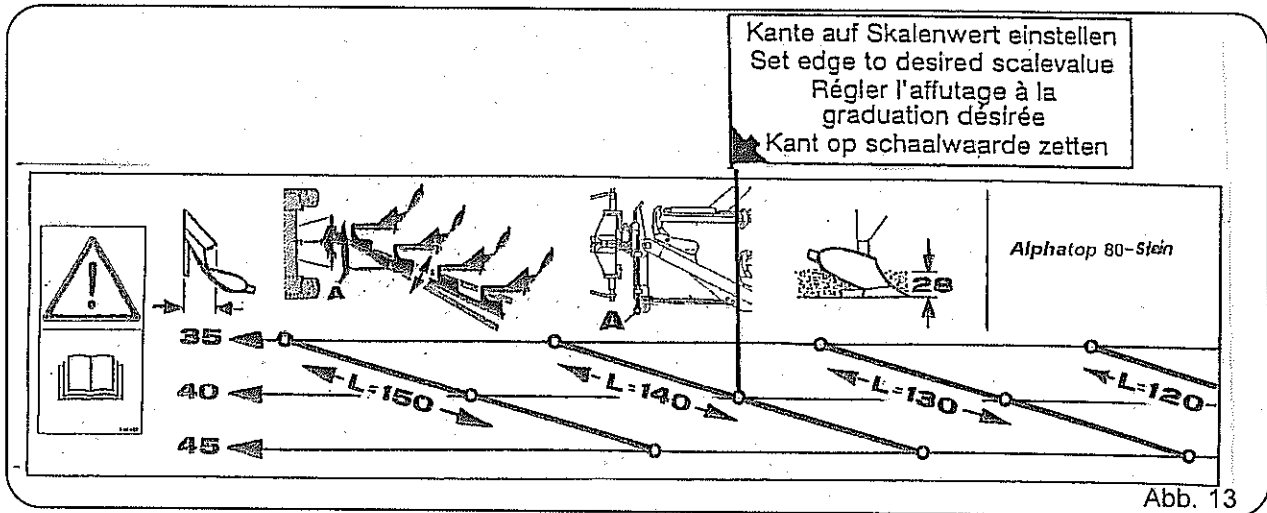 Kante auf Skalenwert einstellen
Set edge to desired scalevalue
Régler l'affutage à la
graduation désirée
Kant op schaalwaarde zetten
A
A
28
Alphatop 80-Stein
35
40
45
L=150
L=140
L=130
L=120
Abb. 13